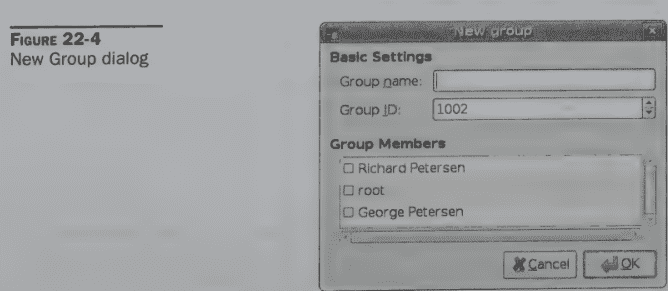 FIGURE 22-4
New Group dialog
New group
Basic Settings
Group name:
Group ID: 1002
Group Members
Richard Petersen
root
George Petersen
Cancel OK